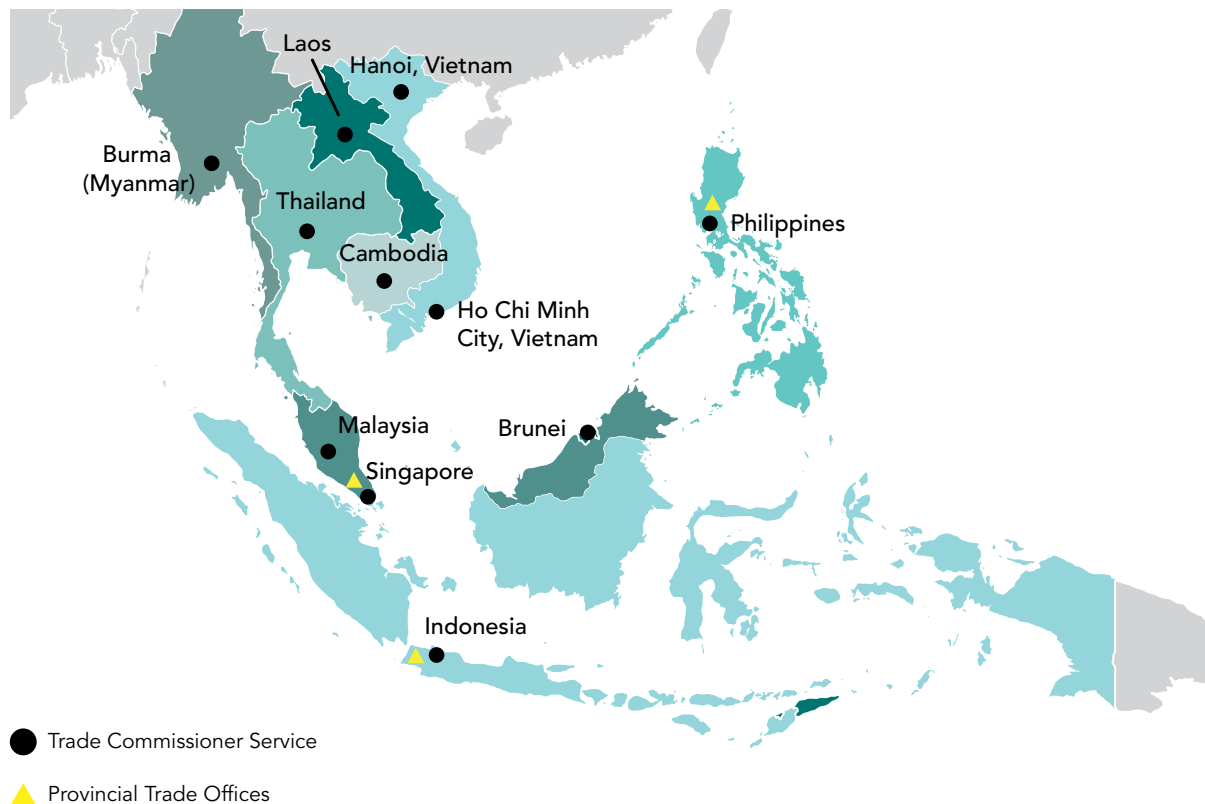 Laos
Hanoi, Vietnam
Burma
(Myanmar)
Thailand
Philippines
Cambodia
Ho Chi Minh
City, Vietnam
Malaysia
Brunei
Singapore
Indonesia
Trade Commissioner Service
Provincial Trade Offices